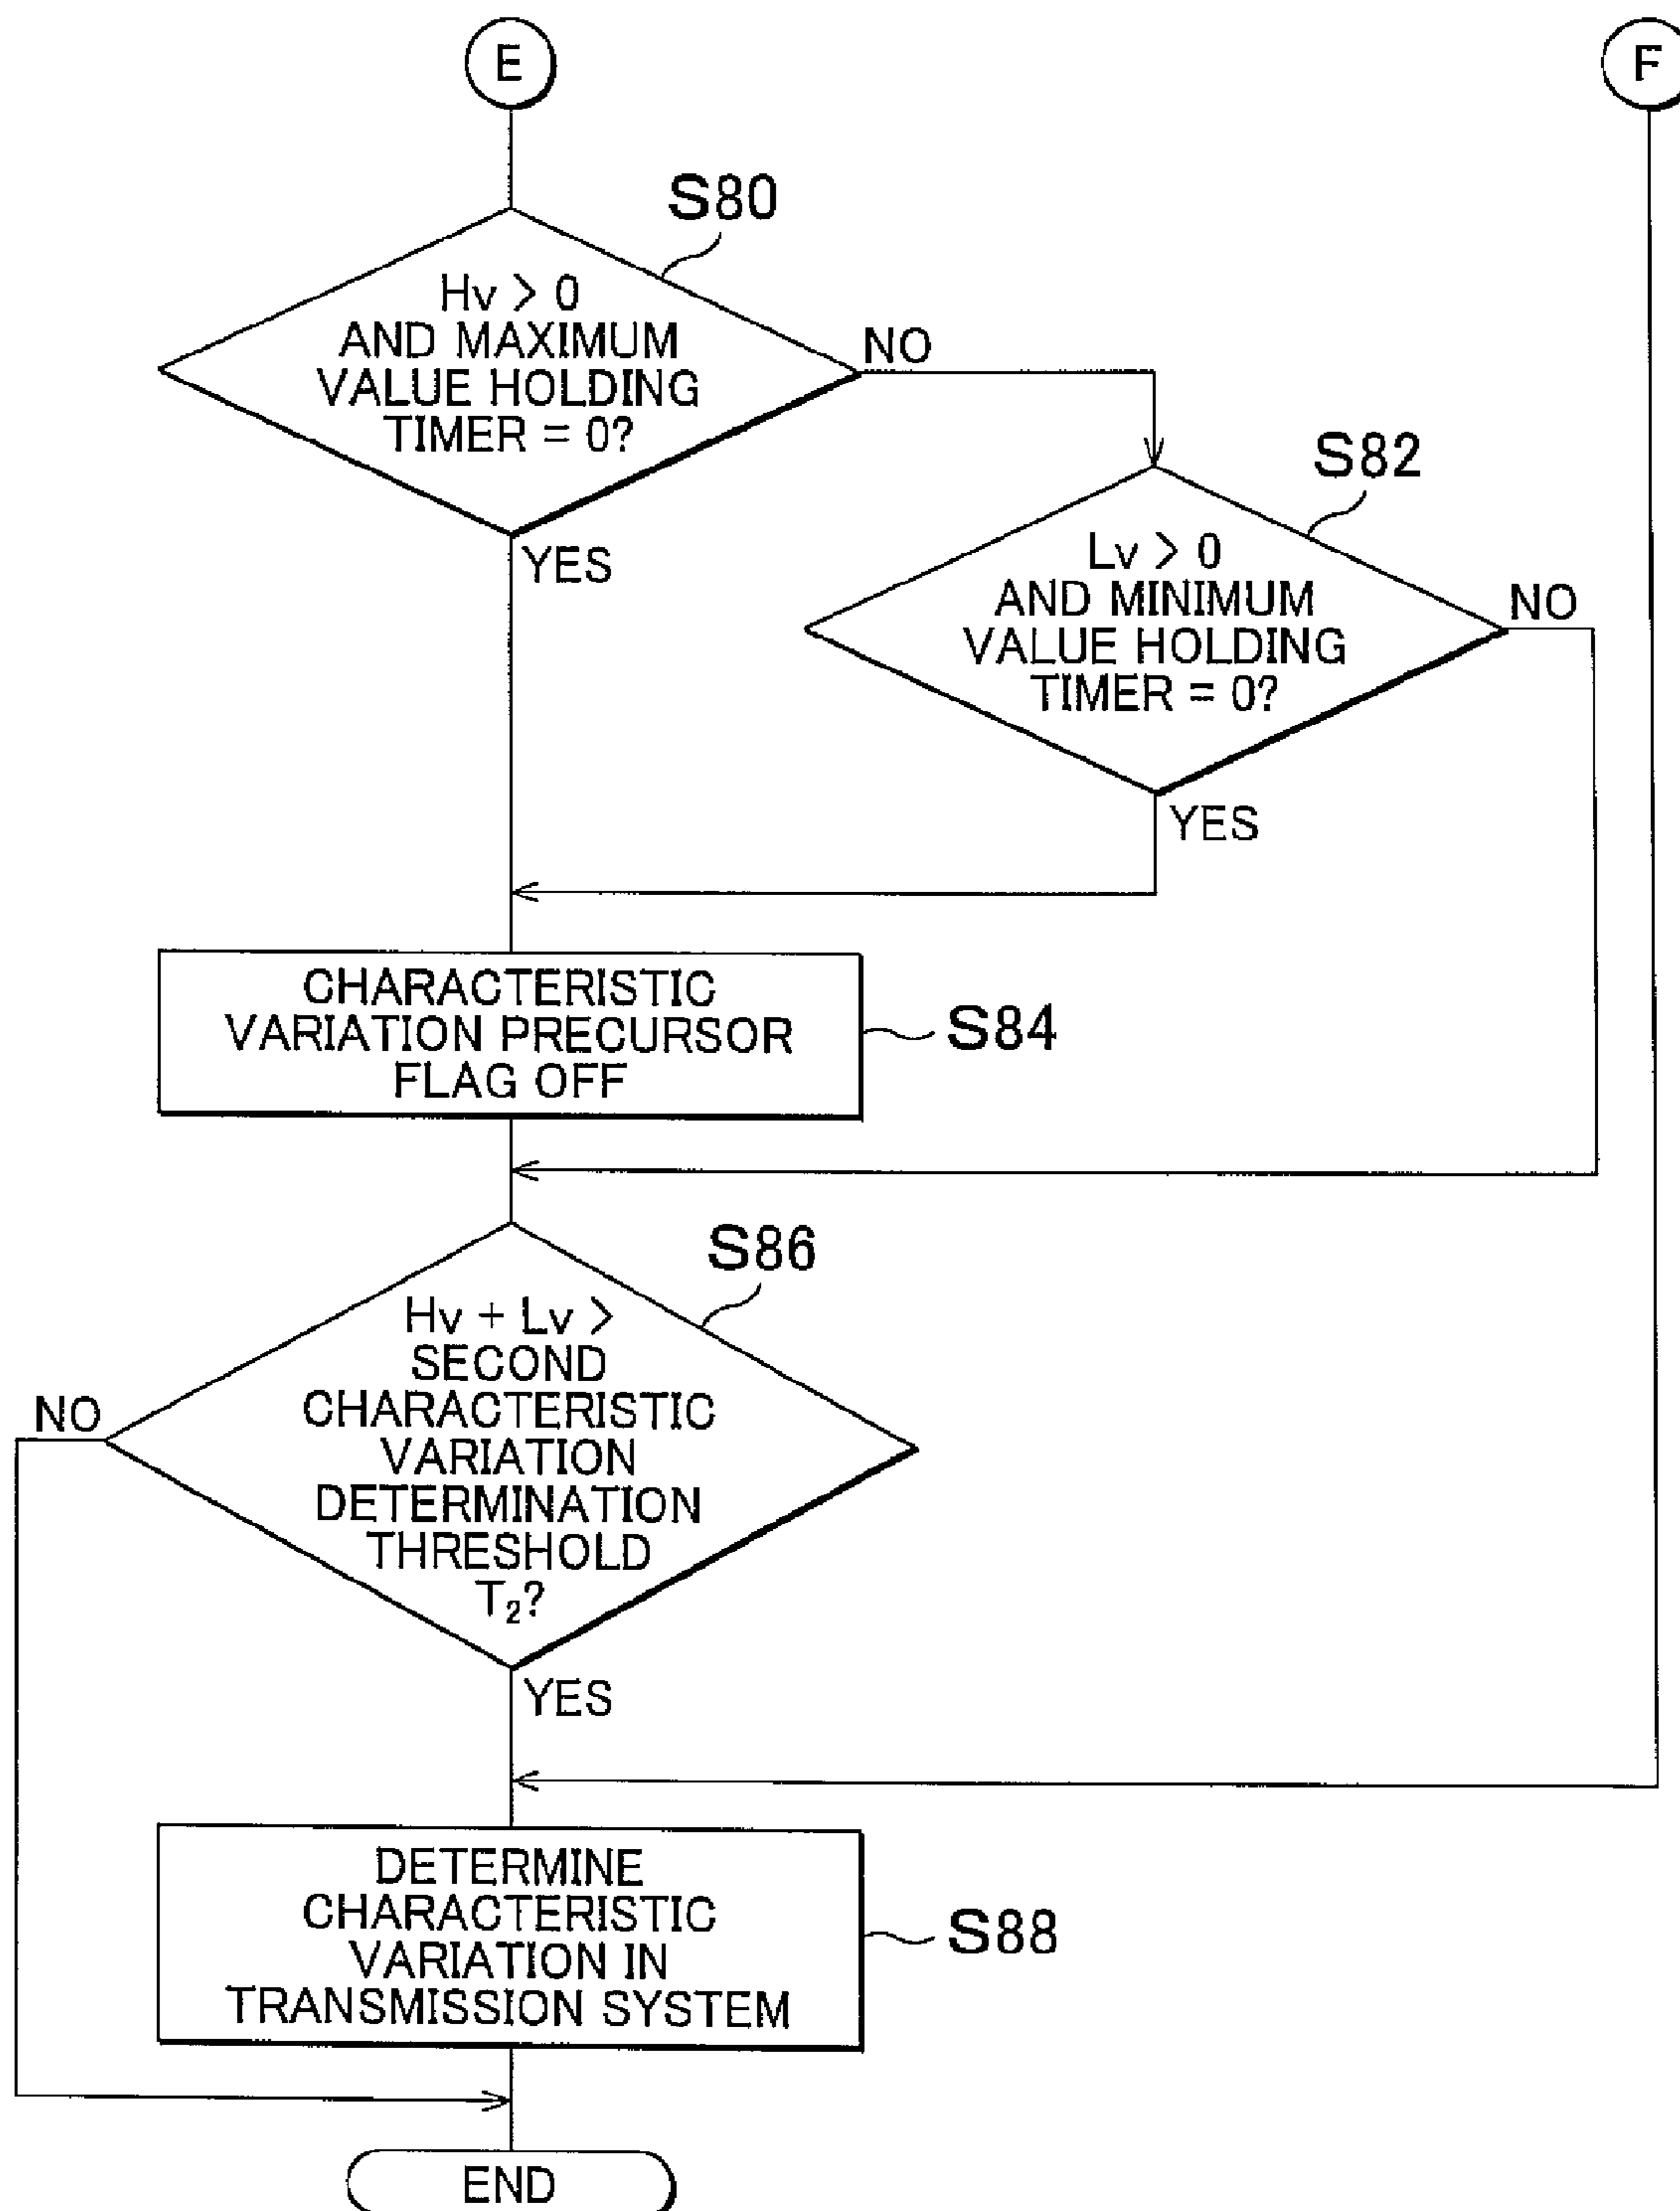 E
F
S80
Hv > 0
AND MAXIMUM
VALUE HOLDING
TIMER = 0?
NO
YES
S82
Lv > 0
AND MINIMUM
VALUE HOLDING
TIMER = 0?
NO
YES
CHARACTERISTIC
VARIATION PRECURSOR
FLAG OFF
S84
S86
Hv + Lv >
SECOND
CHARACTERISTIC
VARIATION
DETERMINATION
THRESHOLD
T₂?
NO
YES
DETERMINE
CHARACTERISTIC
VARIATION IN
TRANSMISSION SYSTEM
S88
END